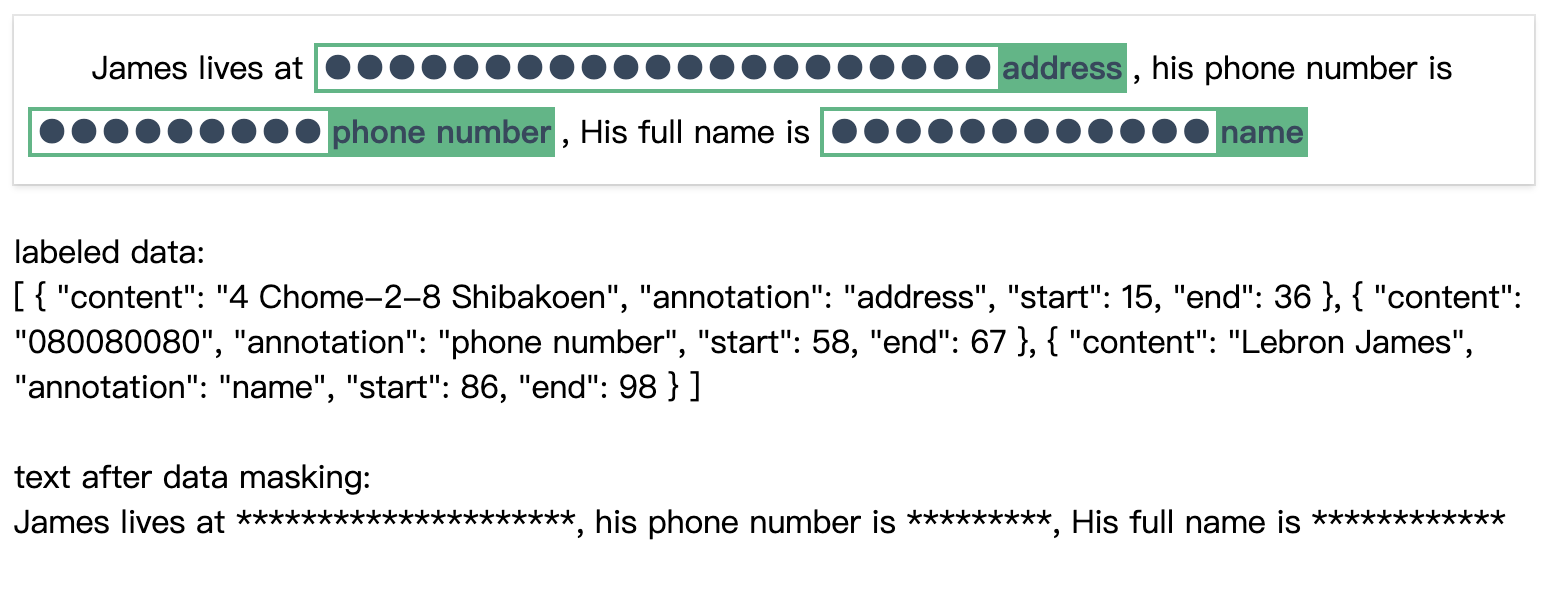 James lives at ●●●●●●●●●●●●●●●●●●●●● address , his phone number is
●●●●●●●●● phone number , His full name is ●●●●●●●●●●●● name
labeled data:
[ { "content": "4 Chome–2–8 Shibakoen", "annotation": "address", "start": 15, "end": 36 }, { "content":
"080080080", "annotation": "phone number", "start": 58, "end": 67 }, { "content": "Lebron James",
"annotation": "name", "start": 86, "end": 98 } ]
text after data masking:
James lives at *********************, his phone number is *********, His full name is ************